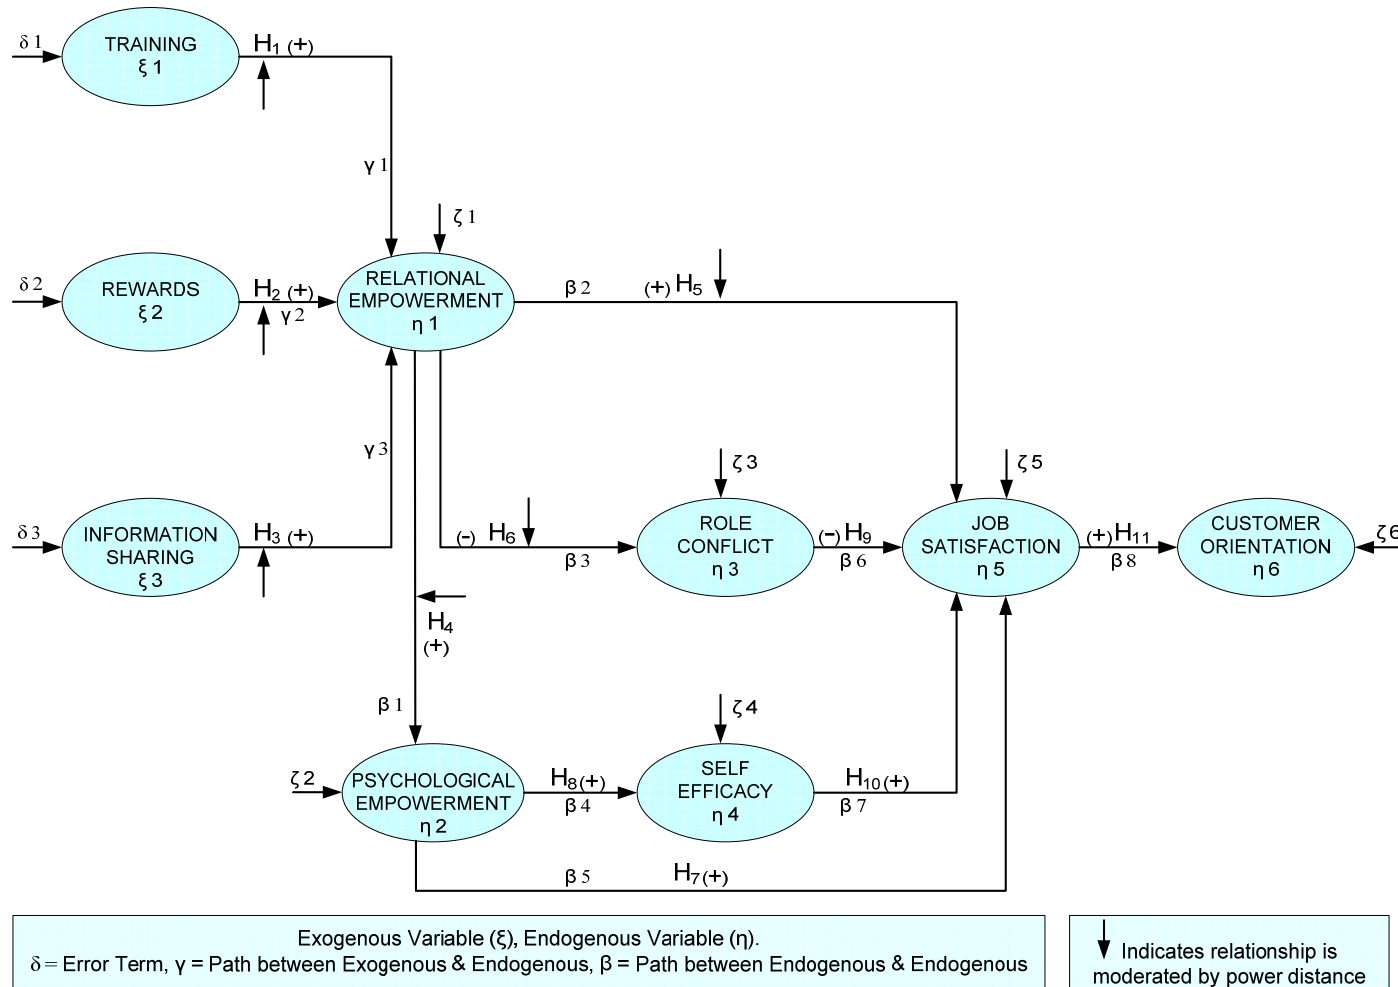 δ 1
TRAINING
ξ 1
H1 (+)
γ 1
ζ 1
δ 2
REWARDS
ξ 2
H2 (+)
γ 2
RELATIONAL
EMPOWERMENT
η 1
β 2
(+) H5
γ 3
δ 3
INFORMATION
SHARING
ξ 3
H3 (+)
(-) H6
β 3
ζ 3
ROLE
CONFLICT
η 3
(-) H9
β 6
ζ 5
JOB
SATISFACTION
η 5
(+) H11
β 8
CUSTOMER
ORIENTATION
η 6
ζ 6
H4
(+)
β 1
ζ 2
PSYCHOLOGICAL
EMPOWERMENT
η 2
H8 (+)
β 4
ζ 4
SELF
EFFICACY
η 4
H10 (+)
β 7
β 5
H7 (+)
Exogenous Variable (ξ), Endogenous Variable (η).
δ = Error Term, γ = Path between Exogenous & Endogenous, β = Path between Endogenous & Endogenous
Indicates relationship is
moderated by power distance